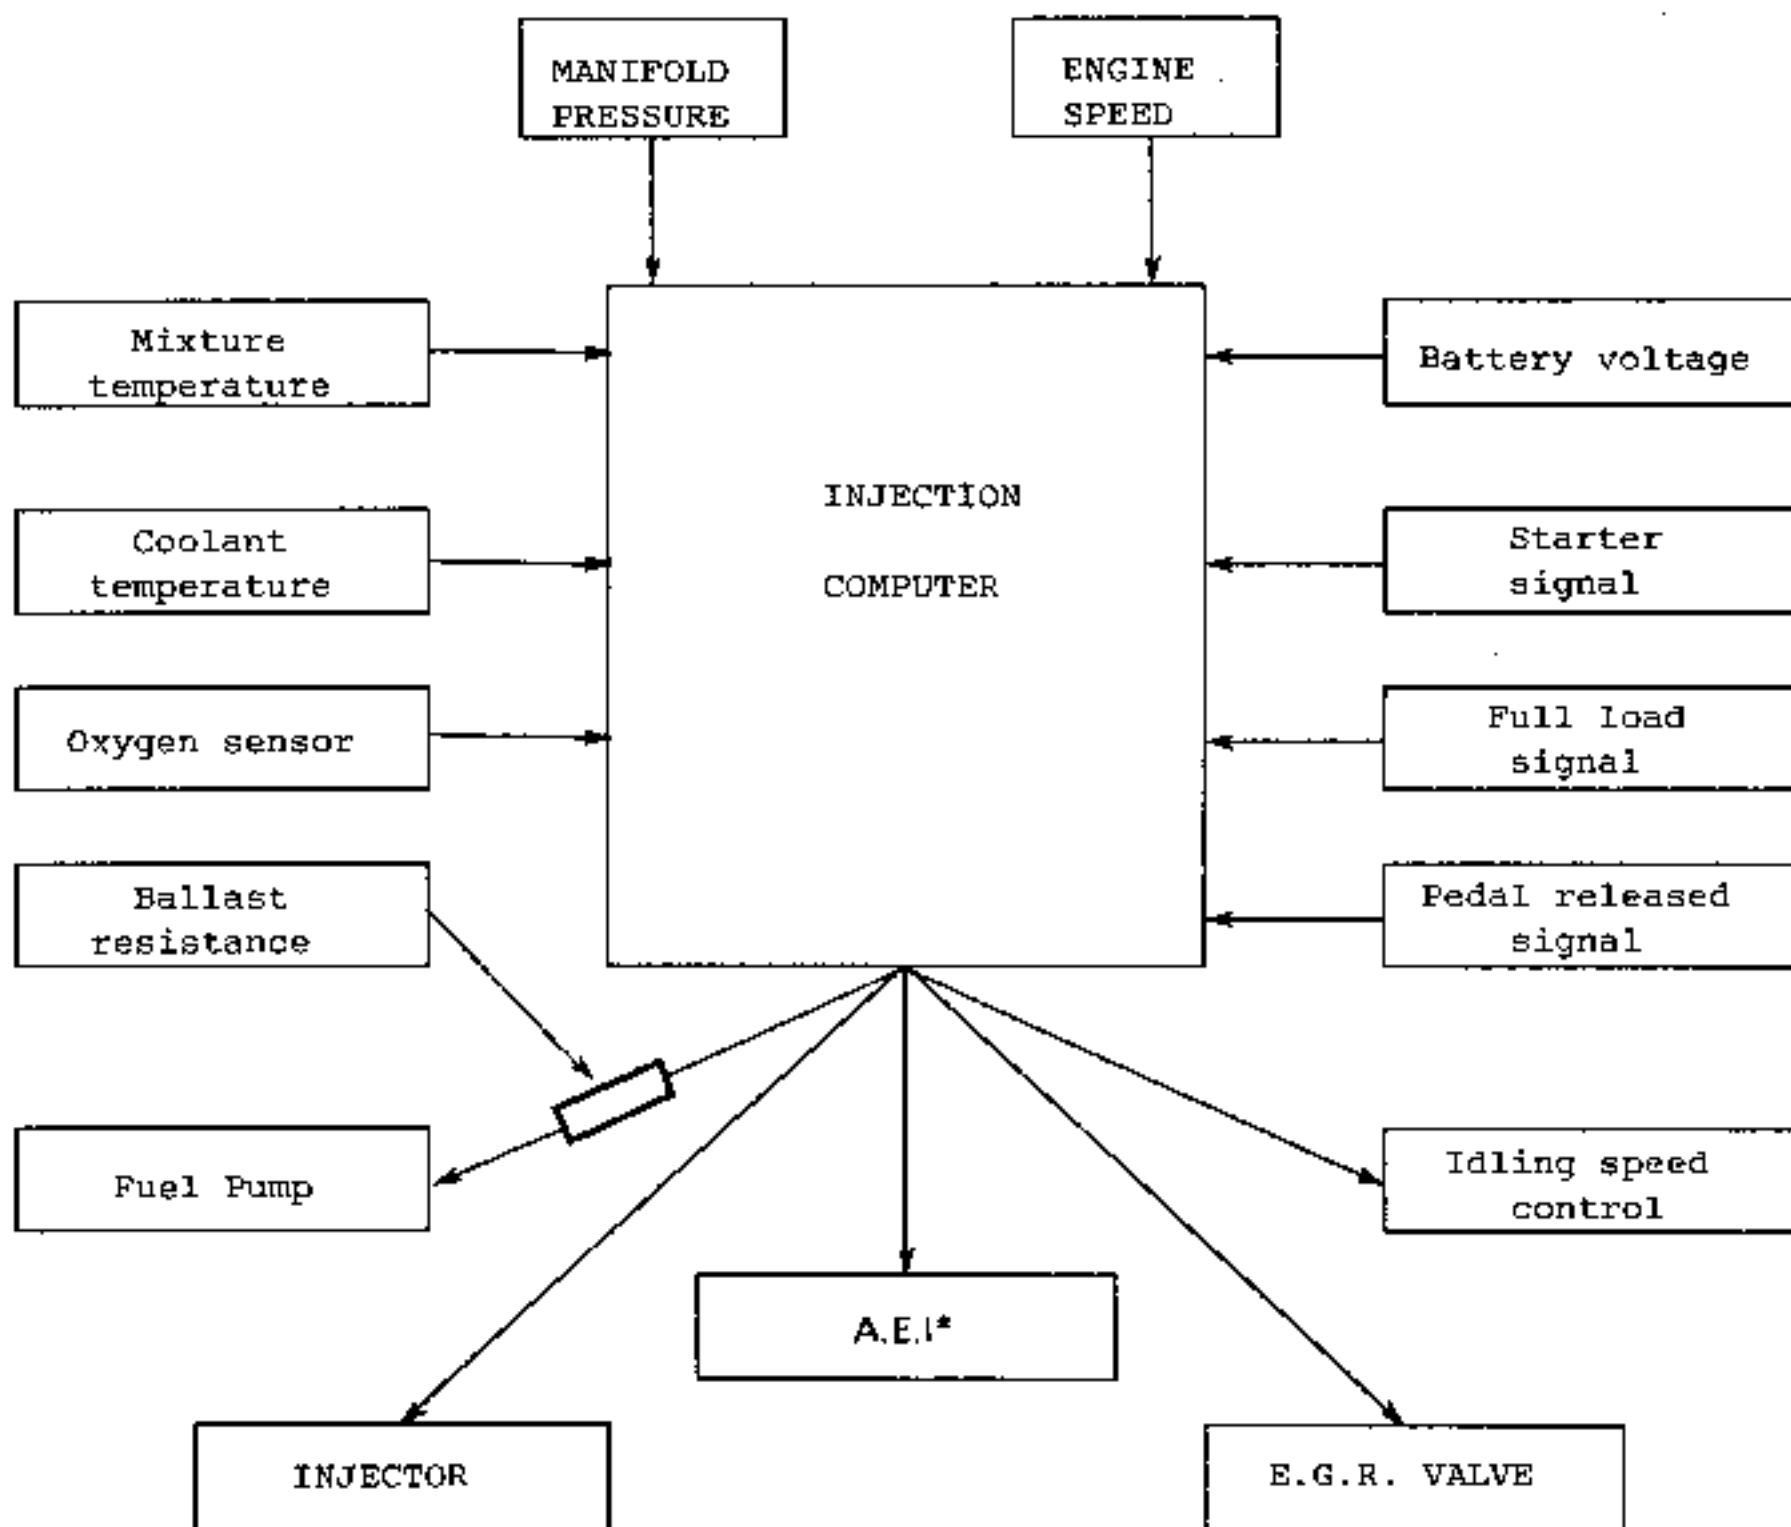 MANIFOLD
PRESSURE
ENGINE
SPEED
Mixture
temperature
Battery voltage
INJECTION
COMPUTER
Coolant
temperature
Starter
signal
Oxygen sensor
Full load
signal
Ballast
resistance
Pedal released
signal
Fuel Pump
Idling speed
control
A.E.I*
INJECTOR
E.G.R. VALVE